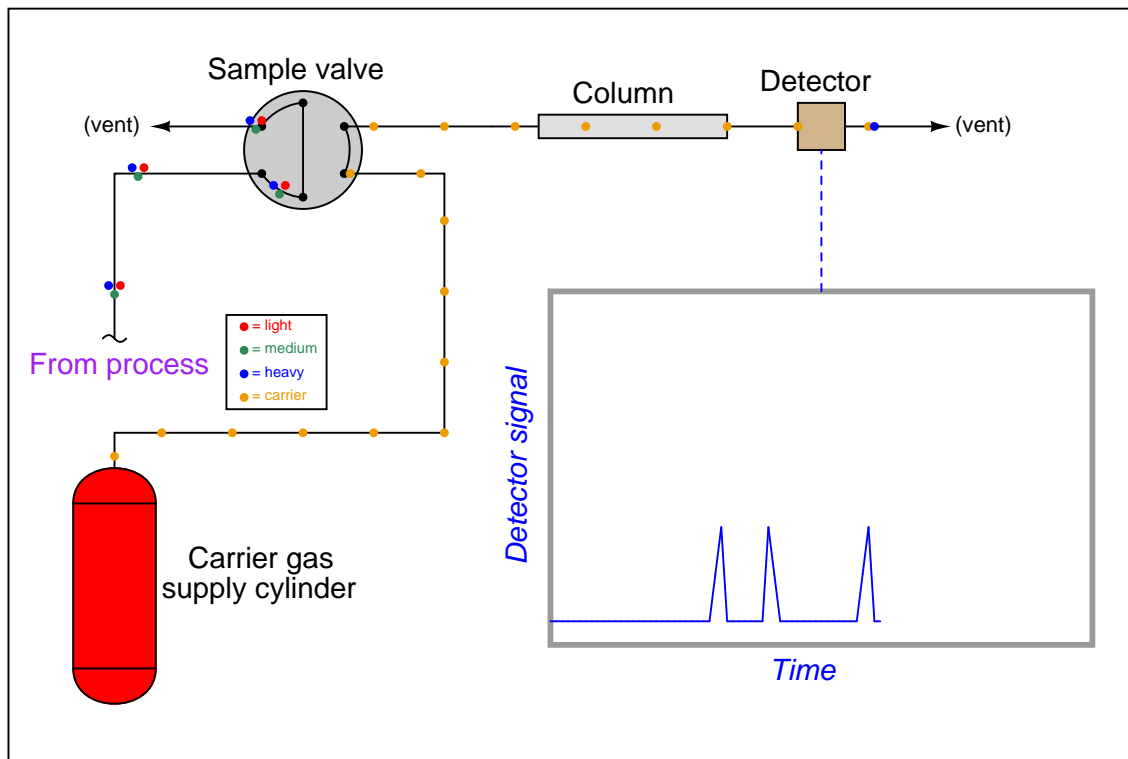 Sample valve
Column
Detector
(vent)
(vent)
= light
= medium
= heavy
= carrier
From process
Detector signal
Carrier gas
supply cylinder
Time